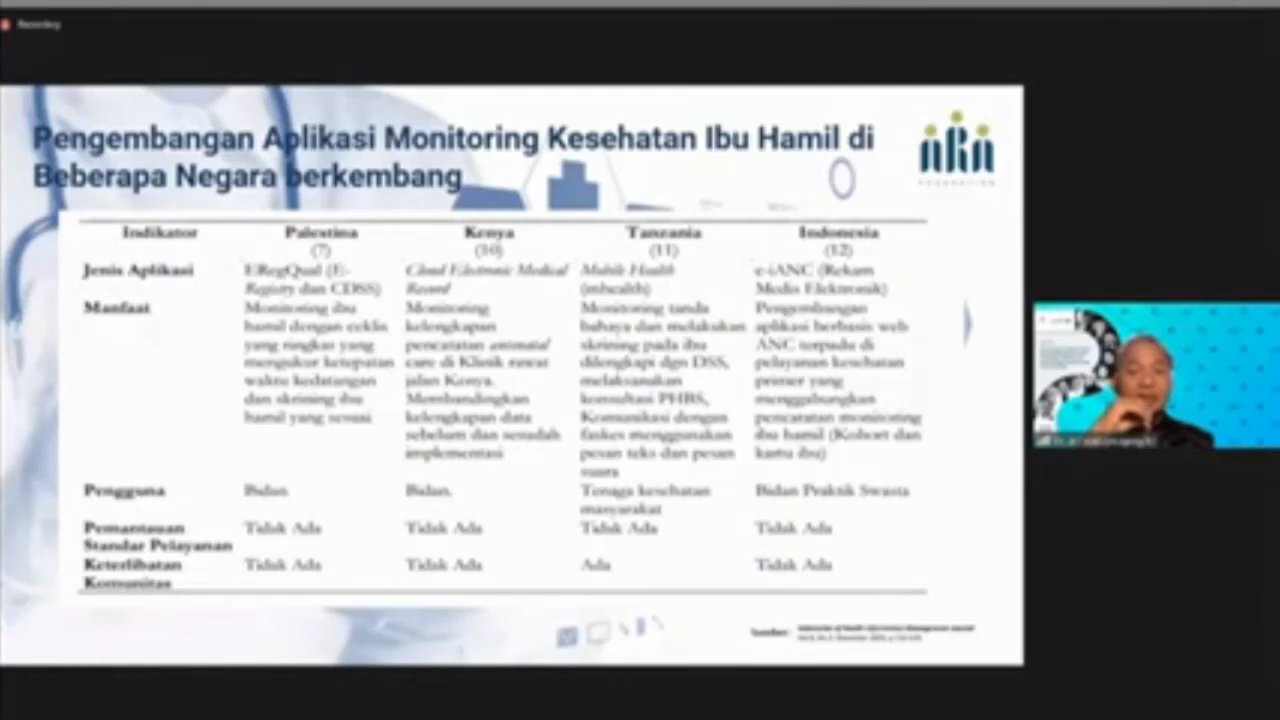 Recording
Pengembangan Aplikasi Monitoring Kesehatan Ibu Hamil di
Beberapa Negara berkembang
ARA
FOUNDATION
Indikator Palestina Kenya Tanzania Indonesia
(7) (10) (11) (12)
Jenis Aplikasi ERegQual (E- Cloud Electronic Medical Mobile Health e-iANC (Rekam
Registry dan CDSS) Record (mhealth) Medis Elektronik)
Manfaat Monitoring ibu Monitoring Monitoring tanda Pengembangan
hamil dengan ceklis kelengkapan bahaya dan melakukan aplikasi berbasis web
yang ringkas yang pencatatan antenatal skrining pada ibu ANC terpadu di
mengukur ketepatan care di Klinik rawat dilengkapi dgn DSS, pelayanan kesehatan
waktu kedatangan jalan Kenya. melaksanakan primer yang
dan skrining ibu Membandingkan konsultasi PHRS, menggabungkan
hamil yang sesuai kelengkapan data Komunikasi dengan pencatatan monitoring
sebelum dan sesudah faskes menggunakan ibu hamil (Kohort dan
implementasi pesan teks dan pesan kartu ibu)
suara
Pengguna Bidan Bidan. Tenaga kesehatan Bidan Praktik Swasta
masyarakat
Pemantauan Tidak Ada Tidak Ada Tidak Ada Tidak Ada
Standar Pelayanan
Keterlibatan Tidak Ada Tidak Ada Ada Tidak Ada
Komunitas
Sumber: